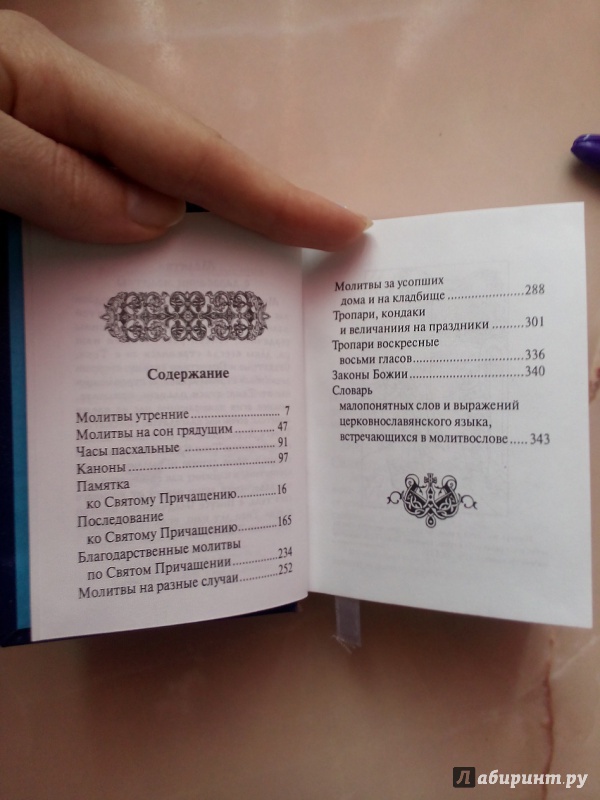 Содержание
Молитвы утренние ........ 7
Молитвы на сон грядущим ........ 47
Часы пасхальные ........ 91
Каноны ........ 97
Памятка
ко Святому Причащению ........ 16
Последование
ко Святому Причащению ........ 165
Благодарственные молитвы
по Святом Причащении ........ 234
Молитвы на разные случаи ........ 252
Молитвы за усопших
дома и на кладбище ........ 288
Тропари, кондаки
и величаниия на праздники ........ 301
Тропари воскресные
восьми гласов ........ 336
Законы Божии ........ 340
Словарь
малопонятных слов и выражений
церковнославянского языка,
встречающихся в молитвослове ........ 343
Лабиринт.ру